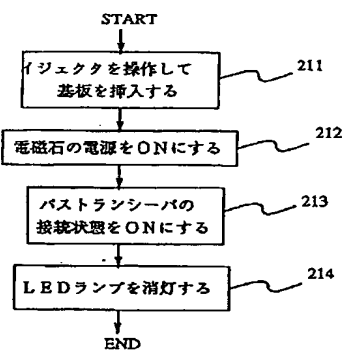 START
イジェクタを操作して
基板を挿入する
211
電磁石の電源をONにする
212
バストランシーバの
接続状態をONにする
213
LEDランプを消灯する
214
END